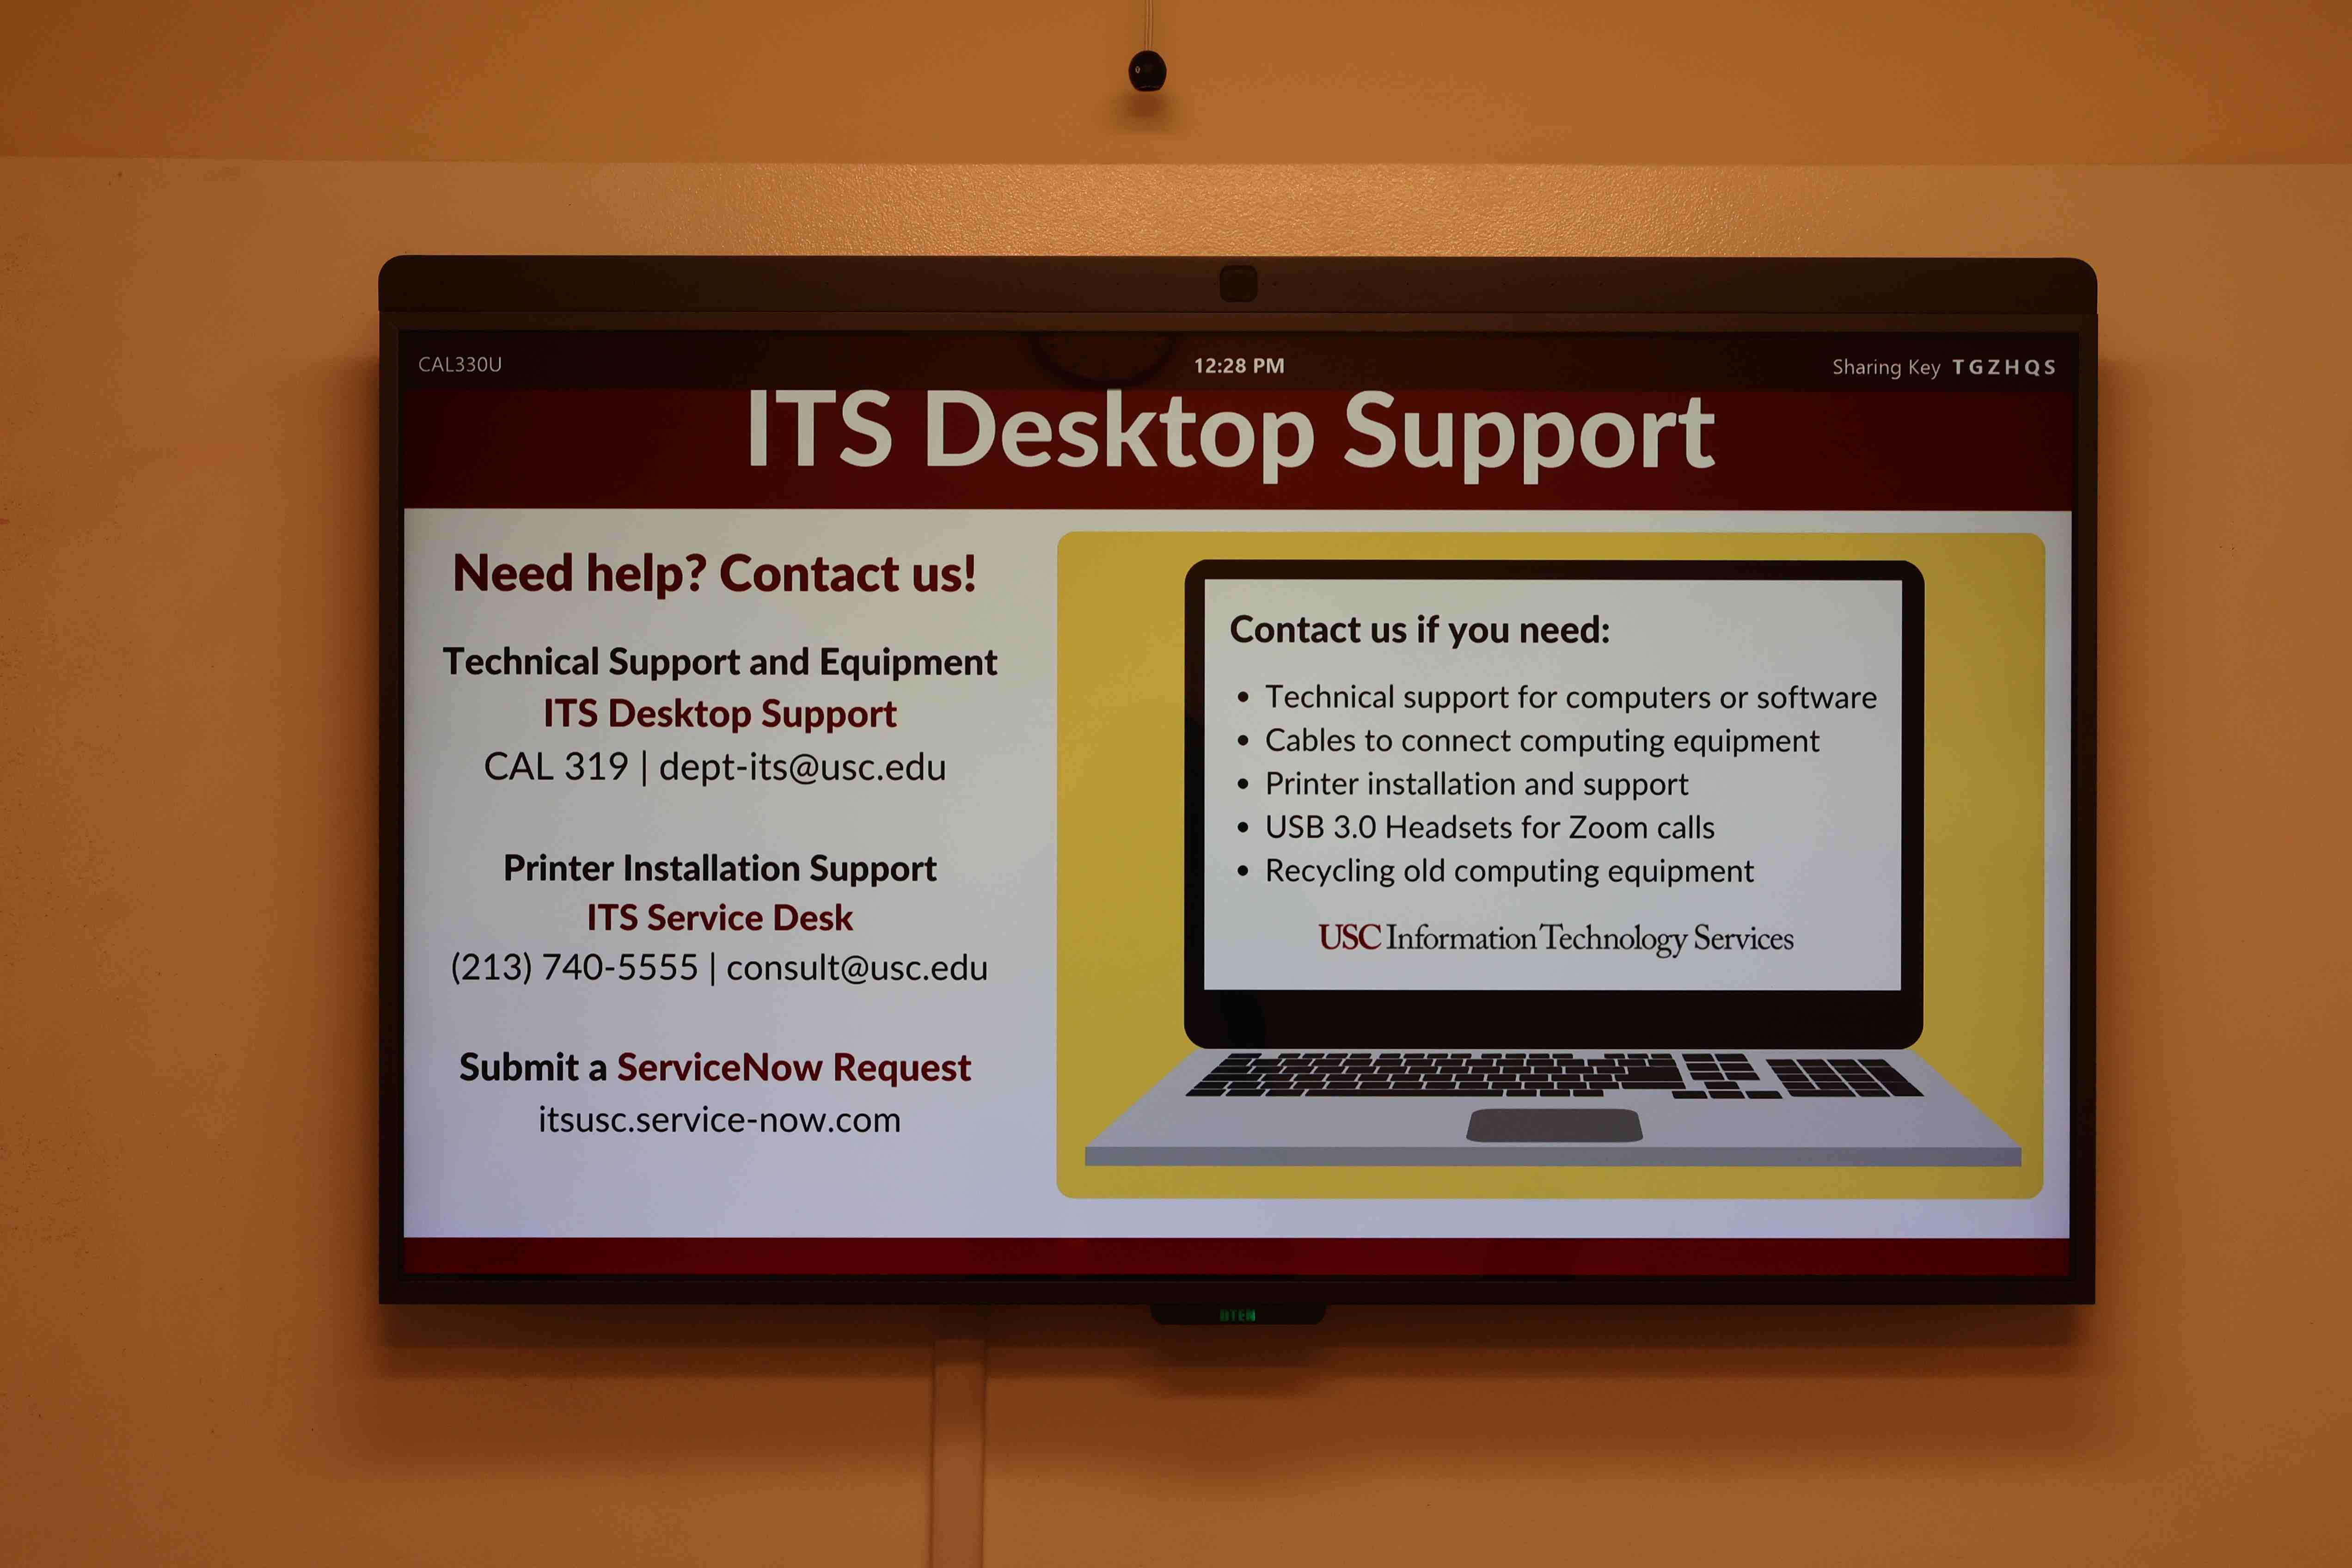 CAL330U
12:28 PM
Sharing Key TGZHQS
ITS Desktop Support
Need help? Contact us!
Technical Support and Equipment
ITS Desktop Support
CAL 319 | dept-its@usc.edu
Printer Installation Support
ITS Service Desk
(213) 740-5555 | consult@usc.edu
Submit a ServiceNow Request
itsusc.service-now.com
Contact us if you need:
• Technical support for computers or software
• Cables to connect computing equipment
• Printer installation and support
• USB 3.0 Headsets for Zoom calls
• Recycling old computing equipment
USC Information Technology Services
DTEN